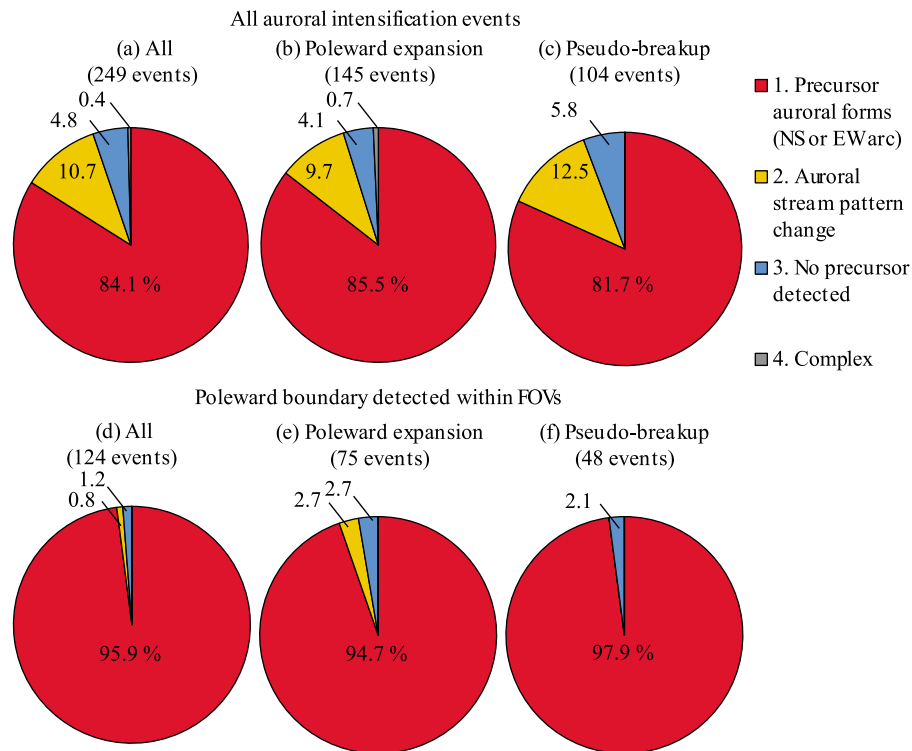 All auroral intensification events
(a) All
(249 events)
(b) Poleward expansion
(145 events)
(c) Pseudo-breakup
(104 events)
0.4
4.8
10.7
84.1 %
0.7
4.1
9.7
85.5 %
5.8
12.5
81.7 %
1. Precursor
auroral forms
(NS or EW arc)
2. Auroral
stream pattern
change
3. No precursor
detected
4. Complex
Poleward boundary detected within FOVs
(d) All
(124 events)
(e) Poleward expansion
(75 events)
(f) Pseudo-breakup
(48 events)
1.2
0.8
95.9 %
2.7
2.7
94.7 %
2.1
97.9 %